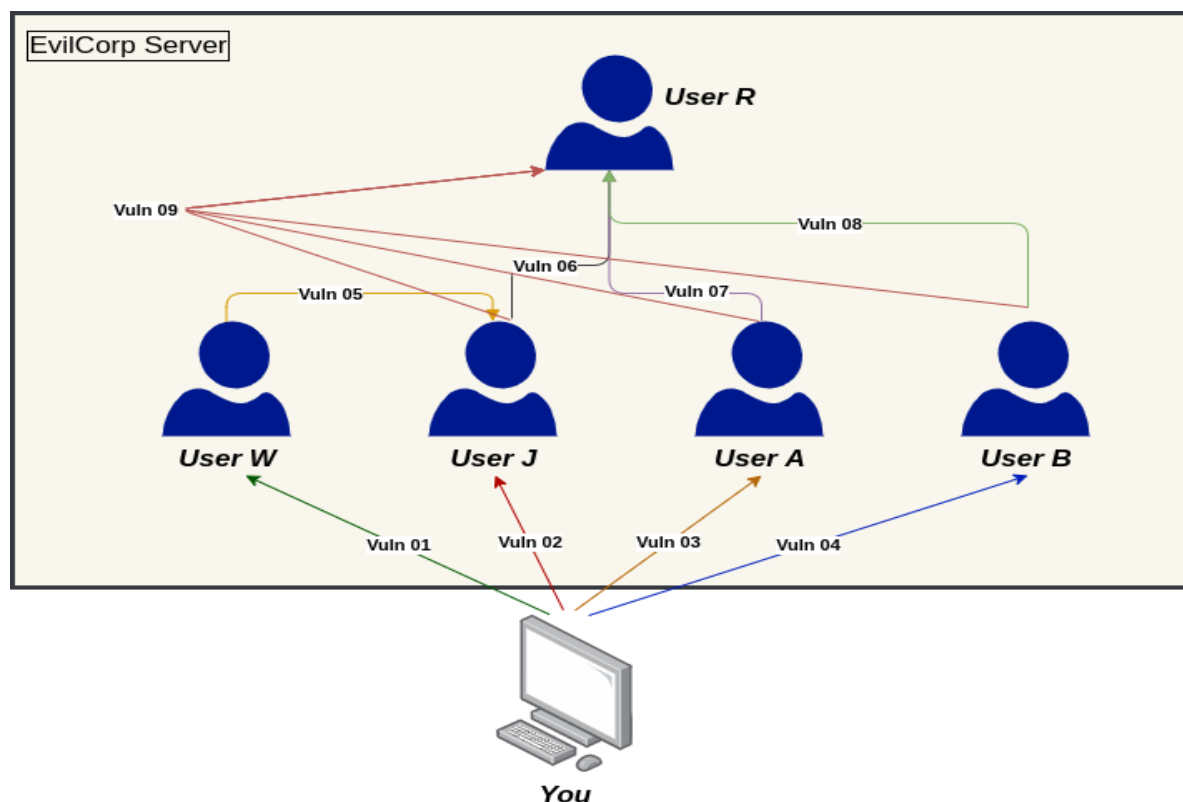 EvilCorp Server
User R
Vuln 09
Vuln 08
Vuln 06
Vuln 05
Vuln 07
User W
User J
User A
User B
Vuln 01
Vuln 02
Vuln 03
Vuln 04
You